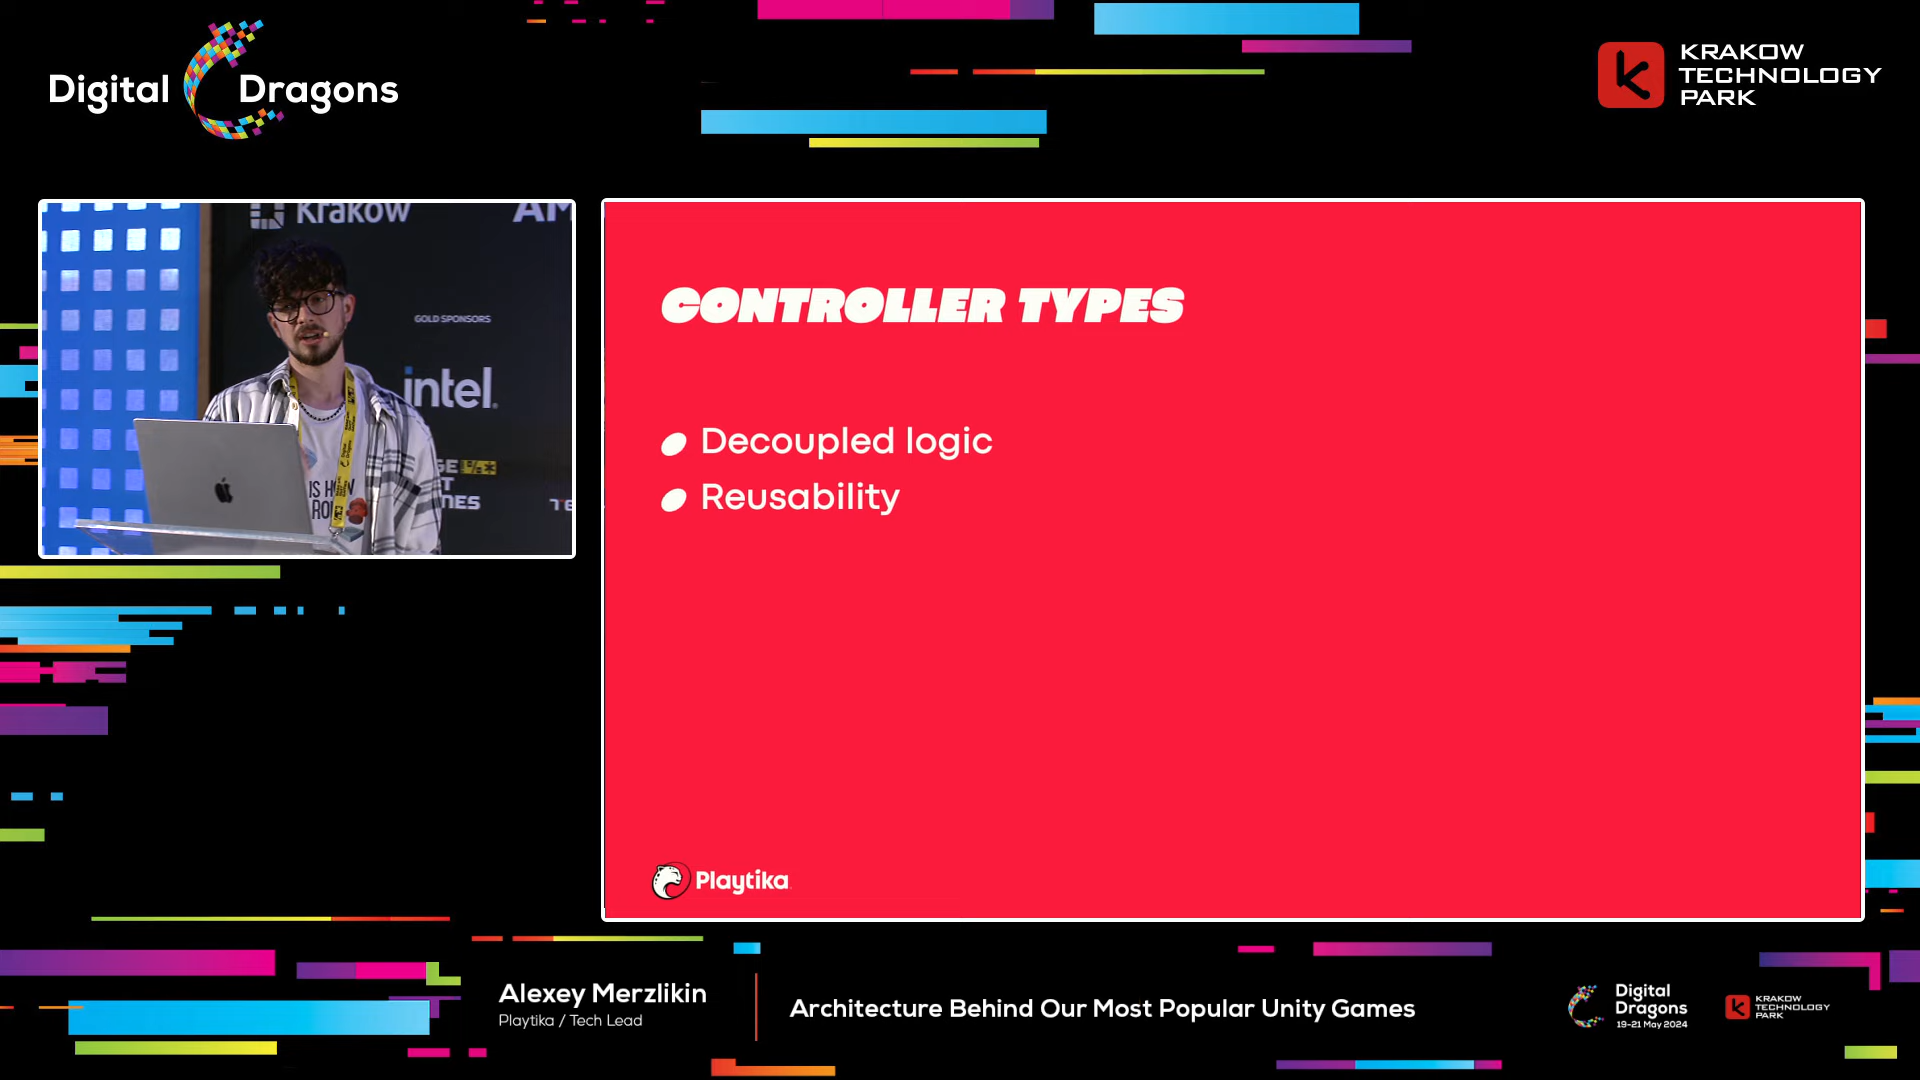 Digital Dragons
KRAKOW
TECHNOLOGY
PARK
Krakow
GOLD SPONSORS
intel.
CONTROLLER TYPES
Decoupled logic
Reusability
Playtika
Alexey Merzlikin
Playtika / Tech Lead
Architecture Behind Our Most Popular Unity Games
Digital
Dragons
19-21 May 2024
KRAKOW
TECHNOLOGY
PARK